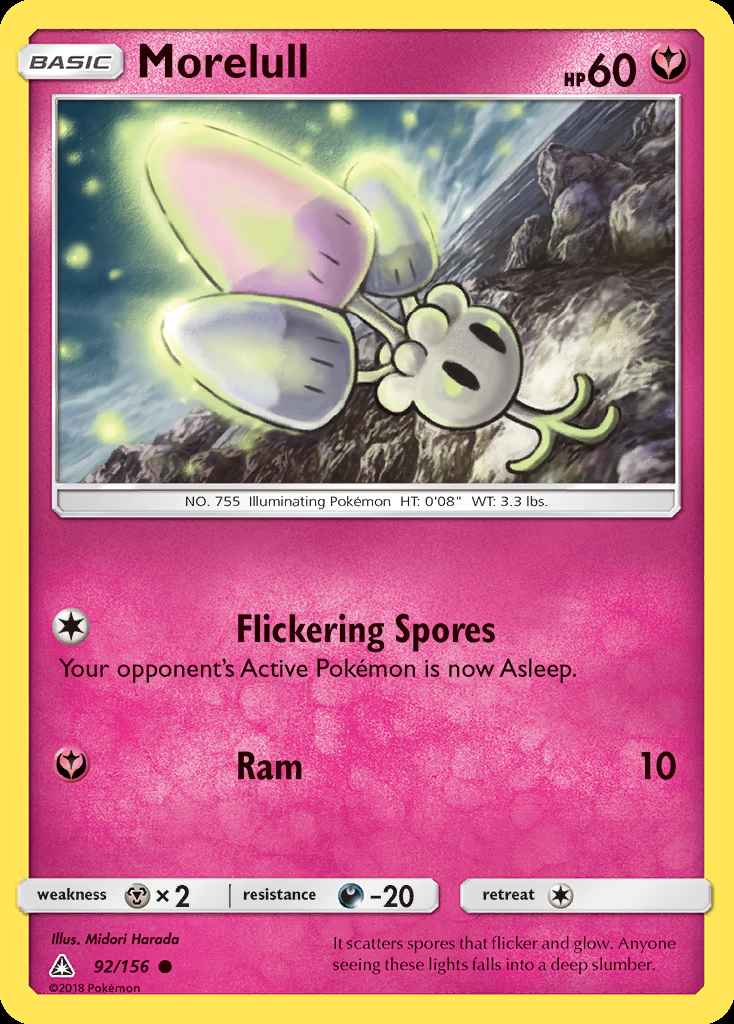 BASIC Morelull HP60
NO. 755 Illuminating Pokémon HT: 0'08" WT: 3.3 lbs.
Flickering Spores
Your opponent's Active Pokémon is now Asleep.
Ram 10
weakness ×2 resistance -20 retreat
Illus. Midori Harada
92/156
©2018 Pokémon
It scatters spores that flicker and glow. Anyone
seeing these lights falls into a deep slumber.